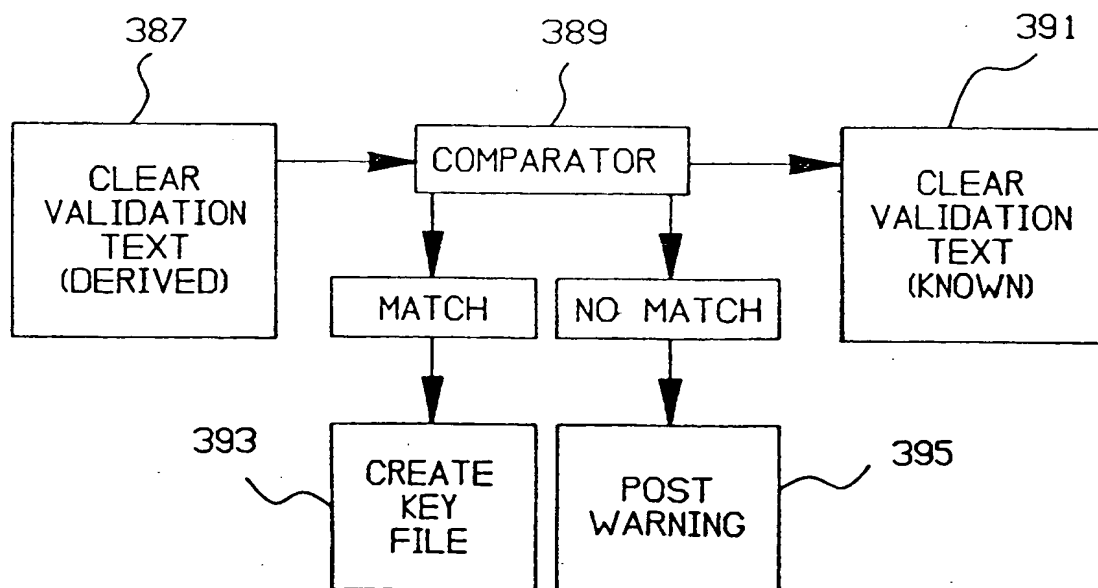 387
389
391
CLEAR
VALIDATION
TEXT
(DERIVED)
COMPARATOR
CLEAR
VALIDATION
TEXT
(KNOWN)
MATCH
NO MATCH
393
CREATE
KEY
FILE
POST
WARNING
395